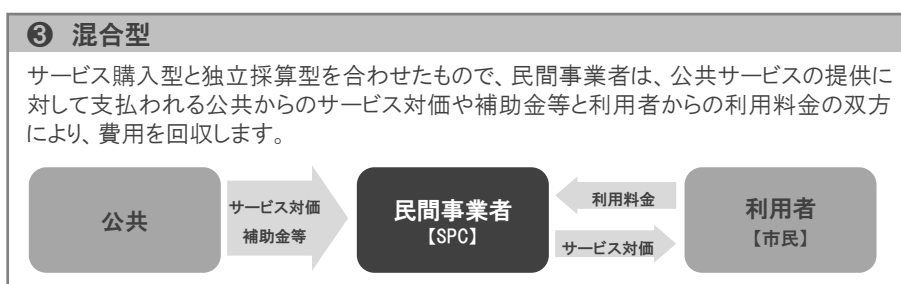 ❸ 混合型
サービス購入型と独立採算型を合わせたもので、民間事業者は、公共サービスの提供に
対して支払われる公共からのサービス対価や補助金等と利用者からの利用料金の双方
により、費用を回収します。
公共
サービス対価
補助金等
民間事業者
【SPC】
利用料金
サービス対価
利用者
【市民】